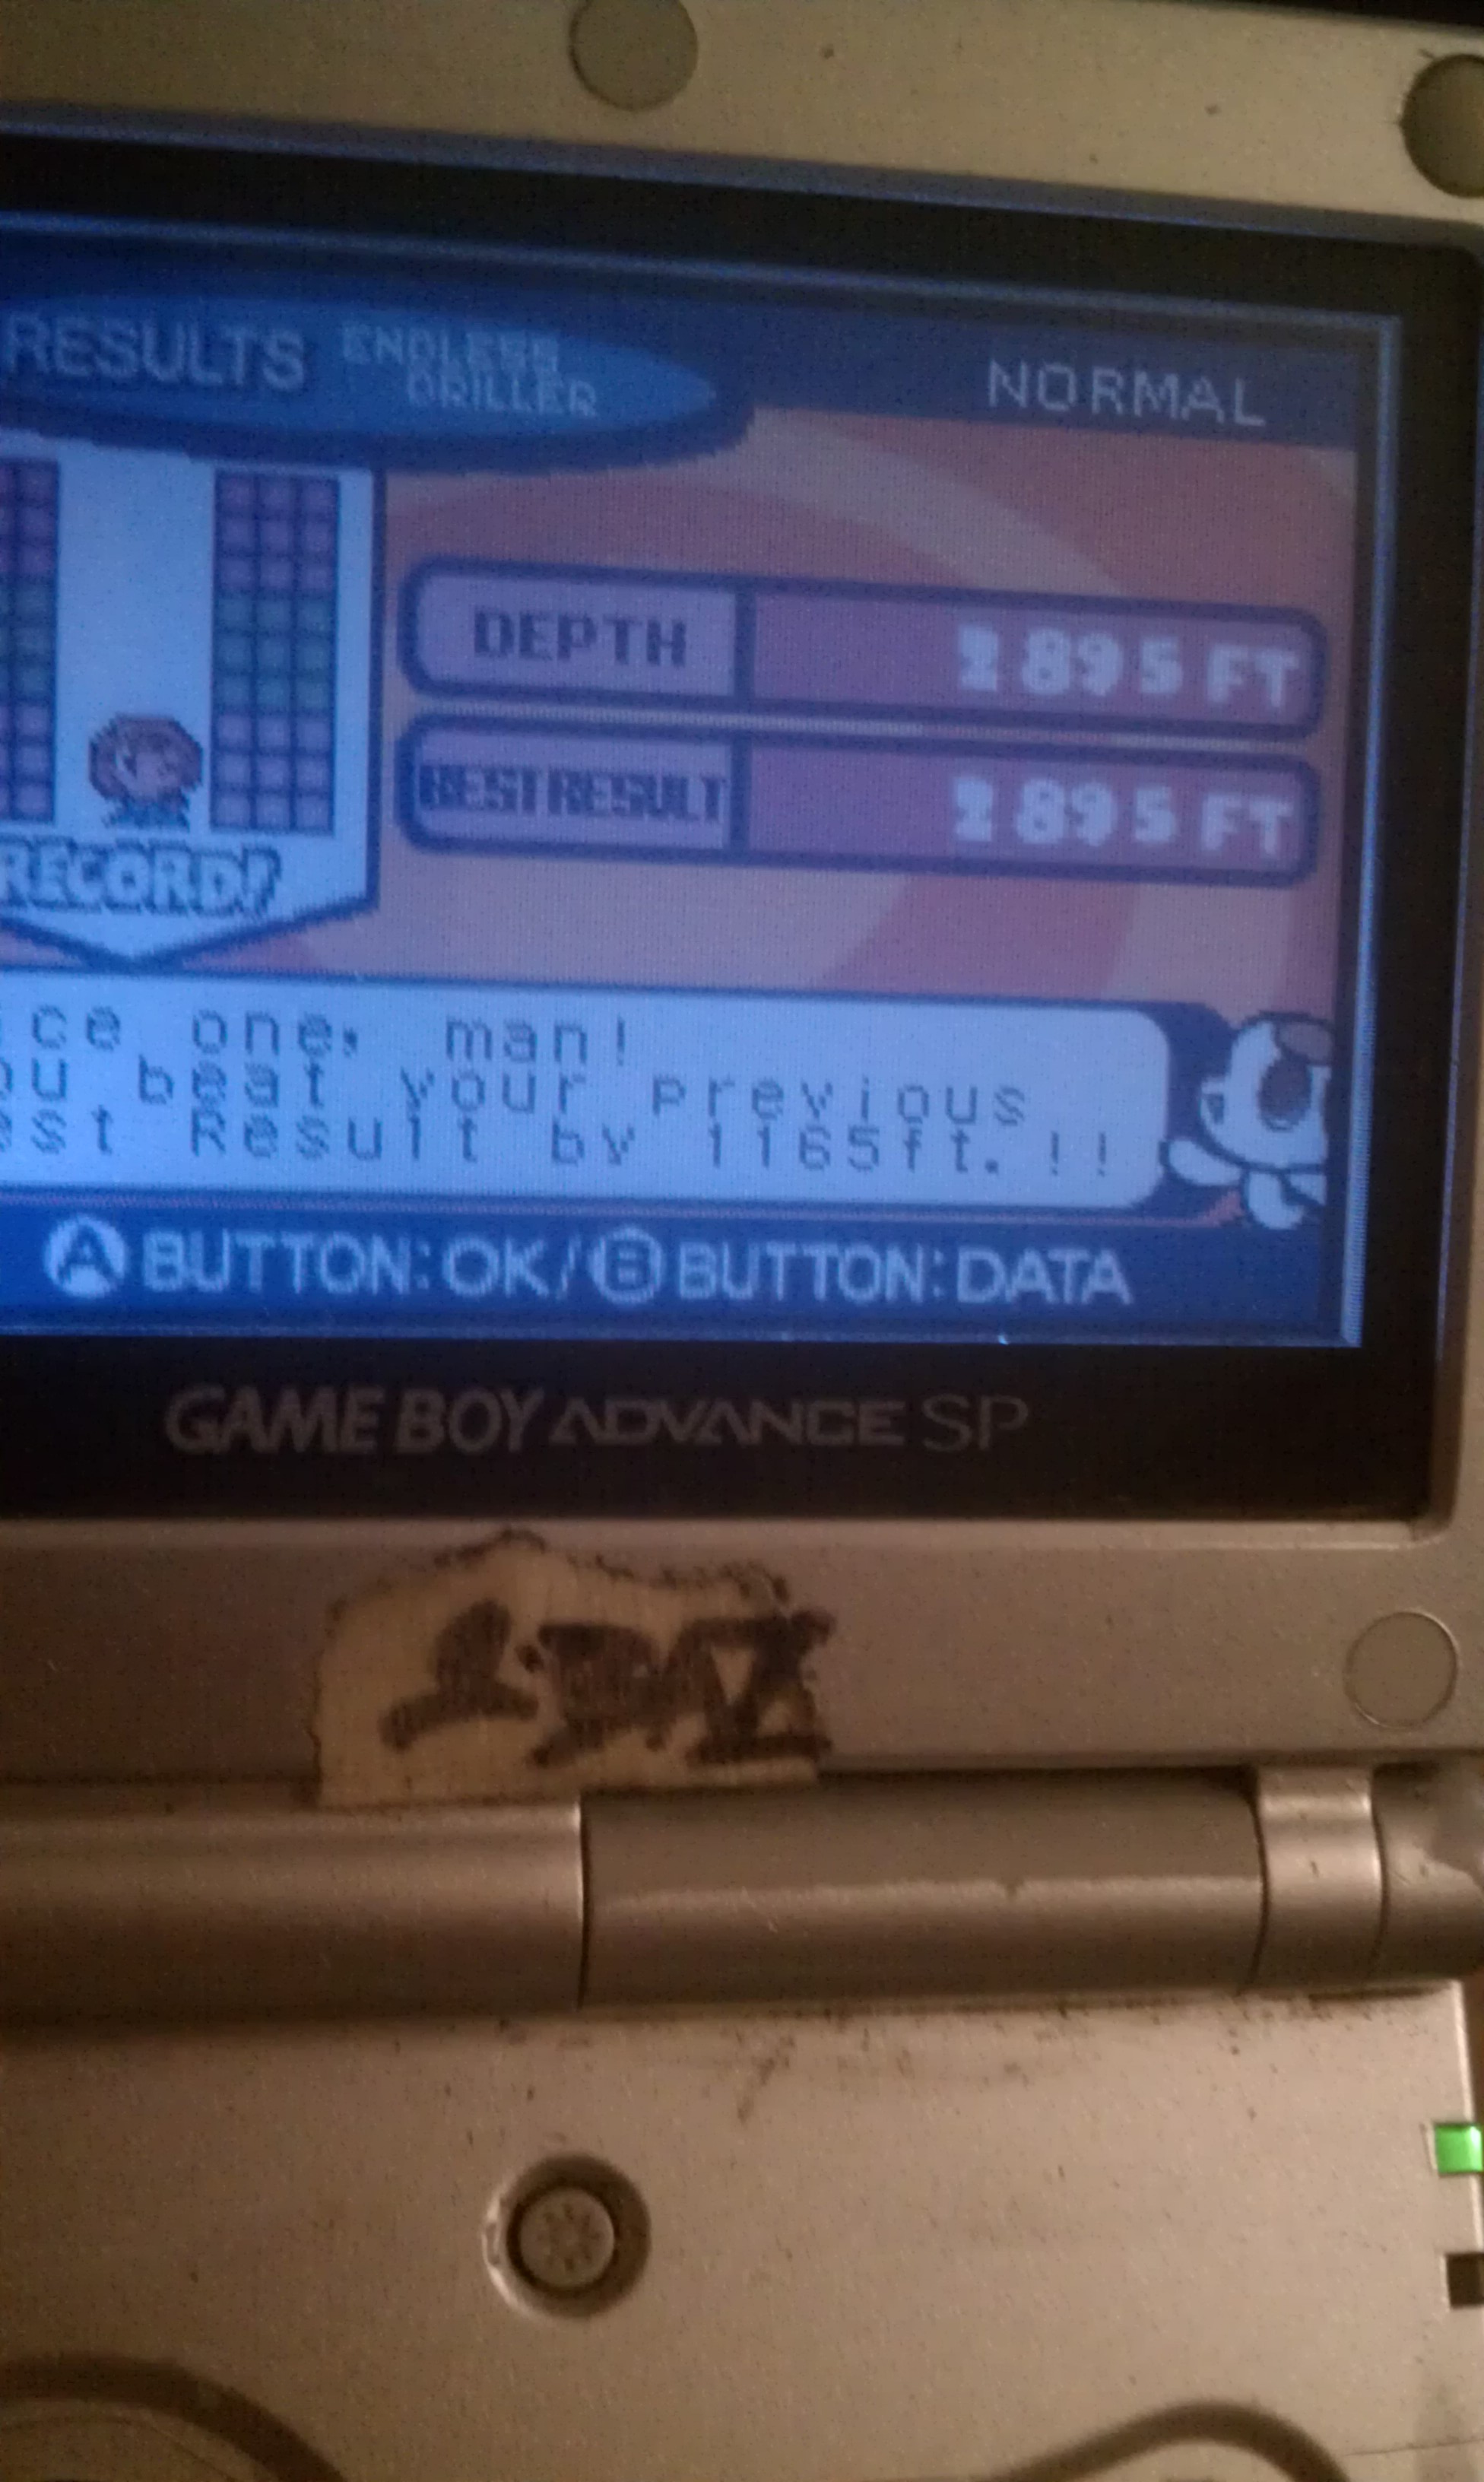 RESULTS ENDLESS DRILLER
NORMAL
DEPTH 2895 FT
BEST RESULT 2895 FT
RECORD!
ce one, man!
ou beat your previous
est Result by 1165ft.!!
A BUTTON:OK/B BUTTON:DATA
GAME BOY ADVANCE SP